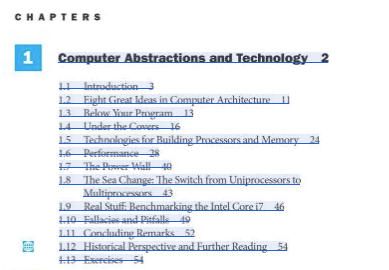 CHAPTERS
1 Computer Abstractions and Technology 2
1.1 Introduction 3
1.2 Eight Great Ideas in Computer Architecture 11
1.3 Below Your Program 13
1.4 Under the Covers 16
1.5 Technologies for Building Processors and Memory 24
1.6 Performance 28
1.7 The Power Wall 40
1.8 The Sea Change: The Switch from Uniprocessors to
Multiprocessors 43
1.9 Real Stuff: Benchmarking the Intel Core i7 46
1.10 Fallacies and Pitfalls 49
1.11 Concluding Remarks 52
1.12 Historical Perspective and Further Reading 54
1.13 Exercises 54